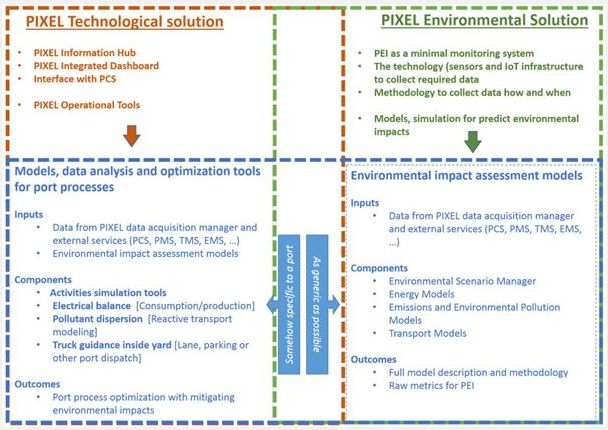 PIXEL Technological solution
• PIXEL Information Hub
• PIXEL Integrated Dashboard
• Interface with PCS
• PIXEL Operational Tools
PIXEL Environmental Solution
• PEI as a minimal monitoring system
• The technology (sensors and IoT infrastructure
to collect required data
• Methodology to collect data how and when
• Models, simulation for predict environmental
impacts
Models, data analysis and optimization tools
for port processes
Inputs
• Data from PIXEL data acquisition manager and
external services (PCS, PMS, TMS, EMS, …)
• Environmental impact assessment models
Components
• Activities simulation tools
• Electrical balance [Consumption/production]
• Pollutant dispersion [Reactive transport
modeling]
• Truck guidance inside yard [Lane, parking or
other port dispatch]
Outcomes
• Port process optimization with mitigating
environmental impacts
Somehow specific to a port
As generic as possible
Environmental impact assessment models
Inputs
• Data from PIXEL data acquisition manager
and external services (PCS, PMS, TMS, EMS,
…)
Components
• Environmental Scenario Manager
• Energy Models
• Emissions and Environmental Pollution
Models
• Transport Models
Outcomes
• Full model description and methodology
• Raw metrics for PEI